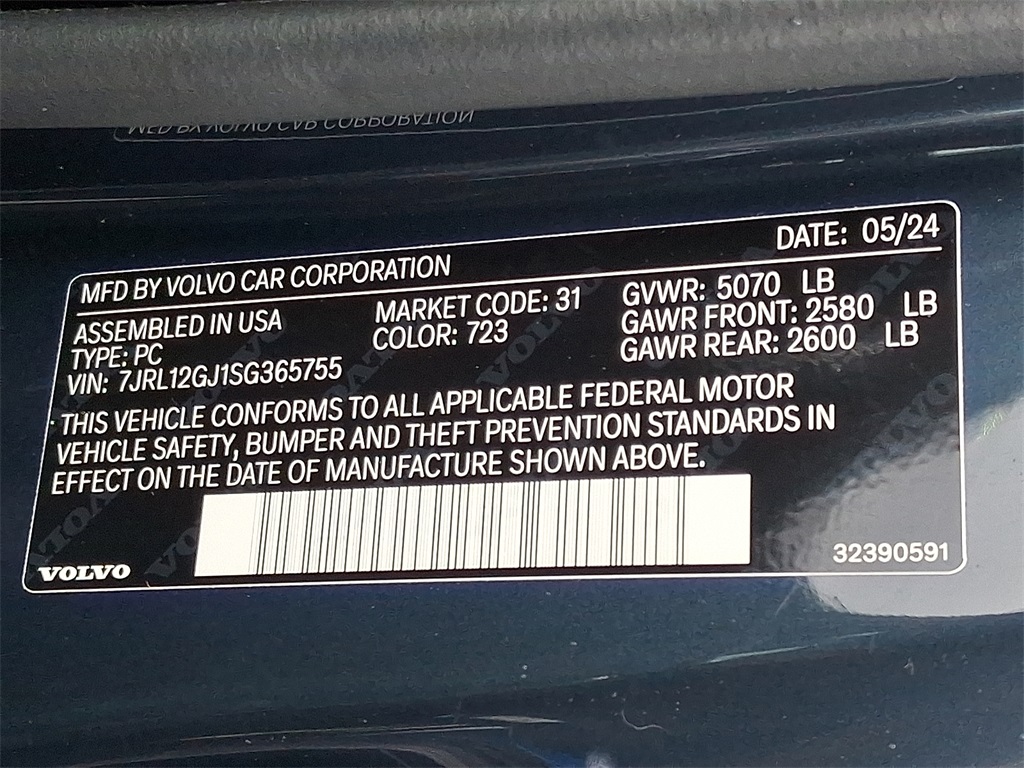 MFD BY VOLVO CAR CORPORATION
DATE: 05/24
ASSEMBLED IN USA
MARKET CODE: 31
GVWR: 5070 LB
TYPE: PC
COLOR: 723
GAWR FRONT: 2580 LB
VIN: 7JRL12GJ1SG365755
GAWR REAR: 2600 LB
THIS VEHICLE CONFORMS TO ALL APPLICABLE FEDERAL MOTOR
VEHICLE SAFETY, BUMPER AND THEFT PREVENTION STANDARDS IN
EFFECT ON THE DATE OF MANUFACTURE SHOWN ABOVE.
VOLVO
32390591